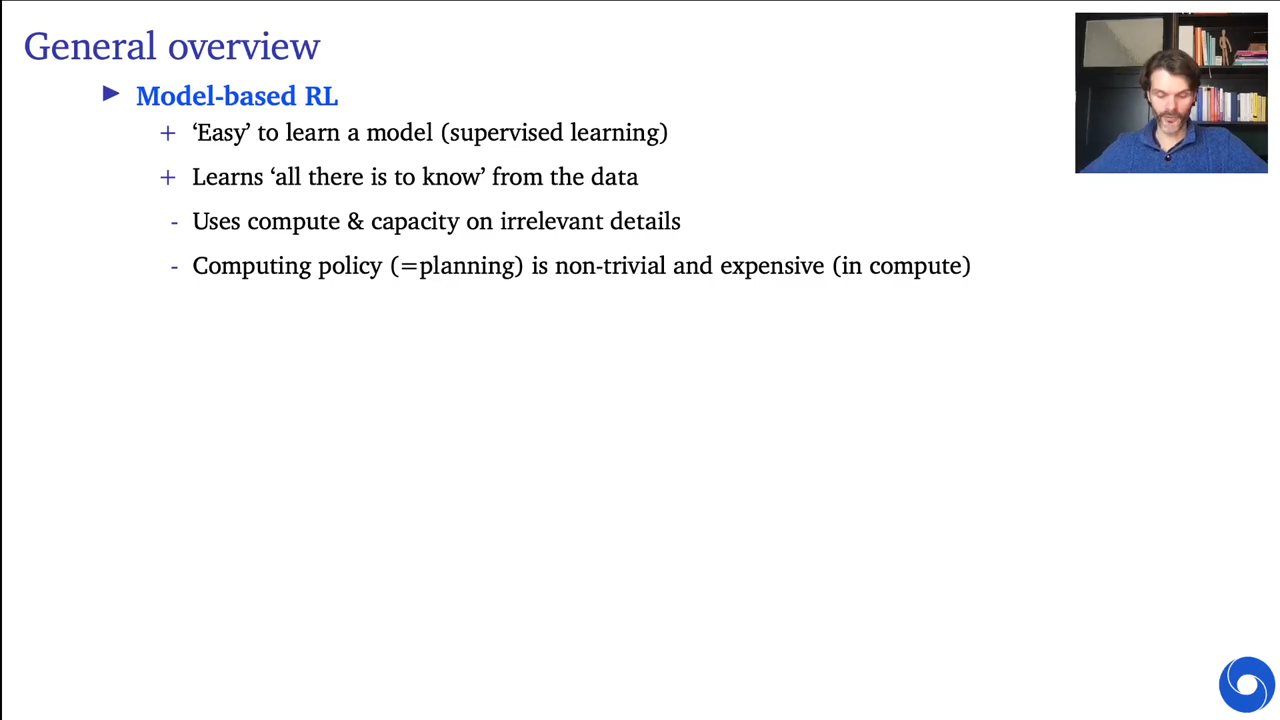 General overview
▶ Model-based RL
+ ‘Easy’ to learn a model (supervised learning)
+ Learns ‘all there is to know’ from the data
- Uses compute & capacity on irrelevant details
- Computing policy (=planning) is non-trivial and expensive (in compute)